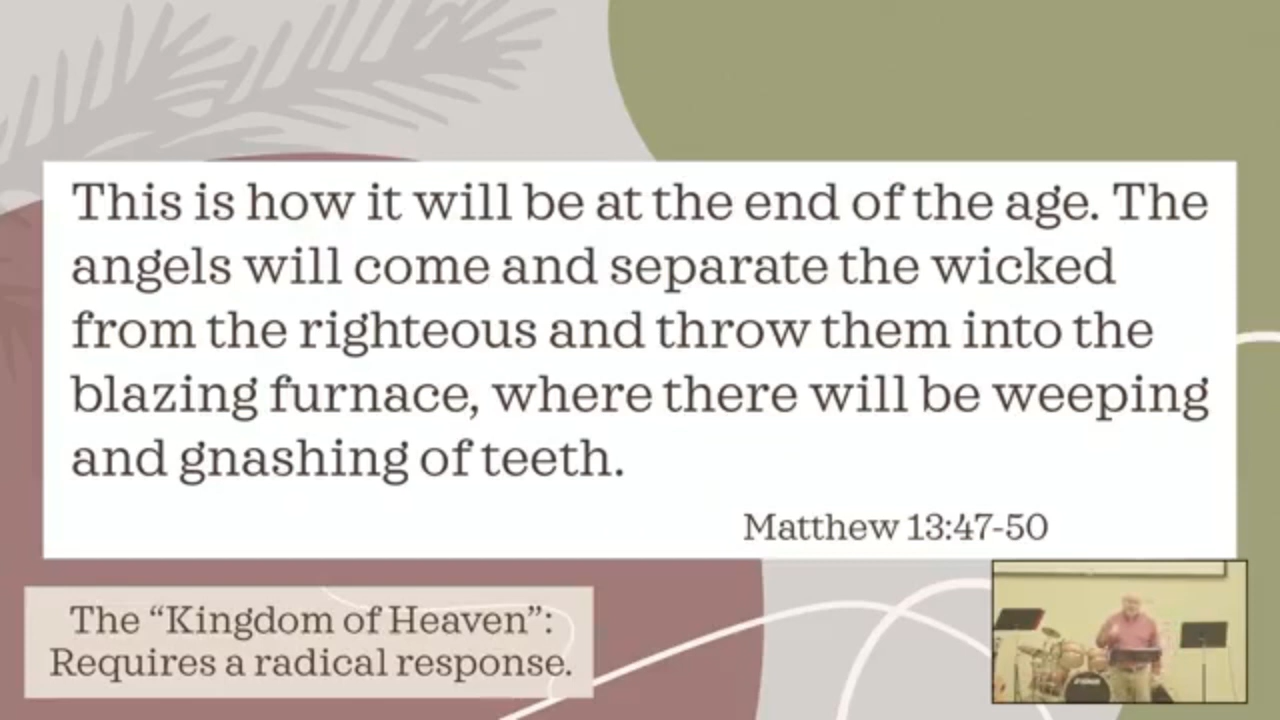 This is how it will be at the end of the age. The
angels will come and separate the wicked
from the righteous and throw them into the
blazing furnace, where there will be weeping
and gnashing of teeth.
Matthew 13:47-50
The “Kingdom of Heaven”:
Requires a radical response.